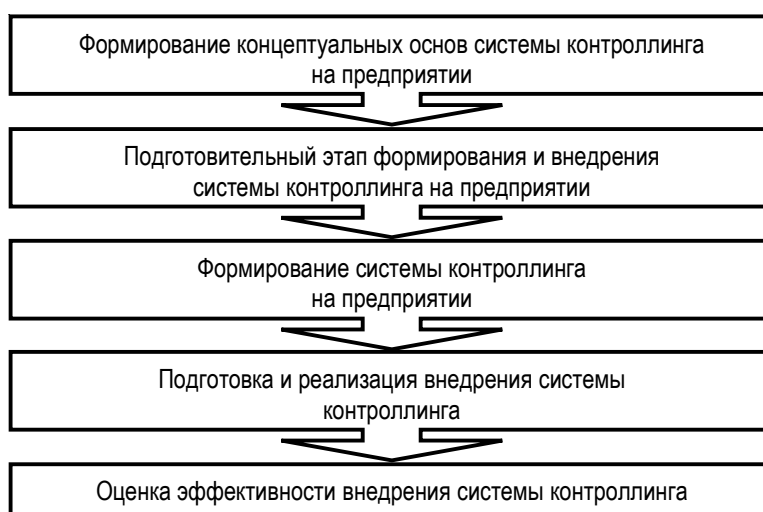 Формирование концептуальных основ системы контроллинга
на предприятии
Подготовительный этап формирования и внедрения
системы контроллинга на предприятии
Формирование системы контроллинга
на предприятии
Подготовка и реализация внедрения системы
контроллинга
Оценка эффективности внедрения системы контроллинга